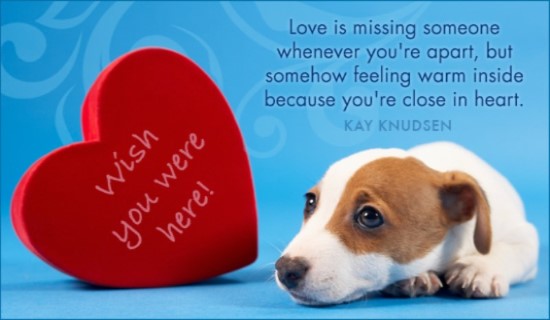 Love is missing someone
whenever you're apart, but
somehow feeling warm inside
because you're close in heart.
KAY KNUDSEN
Wish
you were
here!